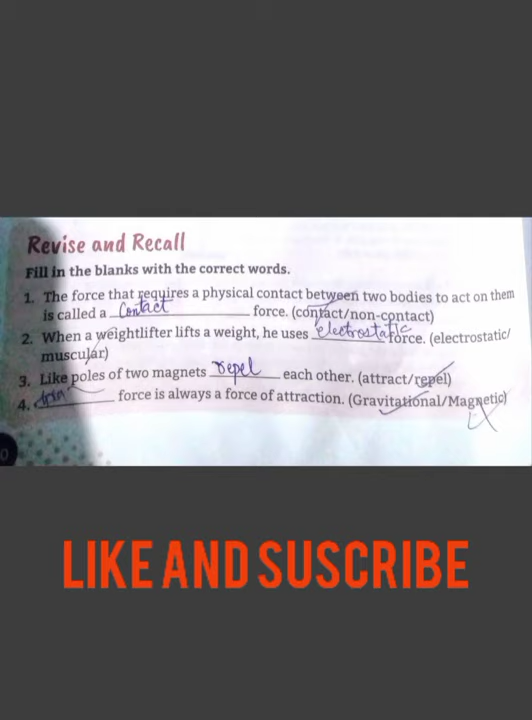 Revise and Recall
Fill in the blanks with the correct words.
1. The force that requires a physical contact between two bodies to act on them
is called a Contact force. (contact/non-contact)
2. When a weightlifter lifts a weight, he uses electrostatic force. (electrostatic/
muscular)
3. Like poles of two magnets repel each other. (attract/repel)
4. force is always a force of attraction. (Gravitational/Magnetic)
LIKE AND SUSCRIBE